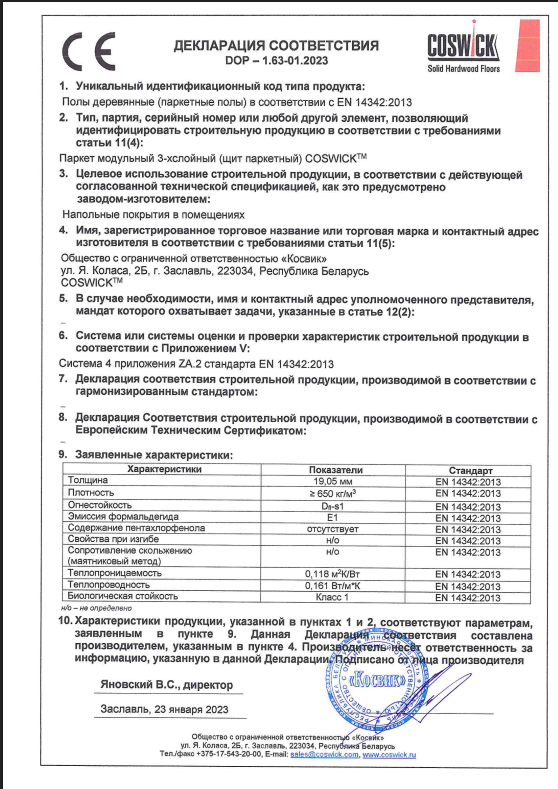 CE
ДЕКЛАРАЦИЯ СООТВЕТСТВИЯ
DOP – 1.63-01.2023
COSWICK
Solid Hardwood Floors
1. Уникальный идентификационный код типа продукта:
Полы деревянные (паркетные полы) в соответствии с EN 14342:2013
2. Тип, партия, серийный номер или любой другой элемент, позволяющий
идентифицировать строительную продукцию в соответствии с требованиями
статьи 11(4):
Паркет модульный 3-хслойный (щит паркетный) COSWICK™
3. Целевое использование строительной продукции, в соответствии с действующей
согласованной технической спецификацией, как это предусмотрено
заводом-изготовителем:
Напольные покрытия в помещениях
4. Имя, зарегистрированное торговое название или торговая марка и контактный адрес
изготовителя в соответствии с требованиями статьи 11(5):
Общество с ограниченной ответственностью «Косвик»
ул. Я. Коласа, 2Б, г. Заславль, 223034, Республика Беларусь
COSWICK™
5. В случае необходимости, имя и контактный адрес уполномоченного представителя,
мандат которого охватывает задачи, указанные в статье 12(2):
–
6. Система или системы оценки и проверки характеристик строительной продукции в
соответствии с Приложением V:
Система 4 приложения ZA.2 стандарта EN 14342:2013
7. Декларация соответствия строительной продукции, производимой в соответствии с
гармонизированным стандартом:
–
8. Декларация Соответствия строительной продукции, производимой в соответствии с
Европейским Техническим Сертификатом:
–
9. Заявленные характеристики:
Характеристики Показатели Стандарт
Толщина 19,05 мм EN 14342:2013
Плотность ≥ 650 кг/м³ EN 14342:2013
Огнестойкость Dfl-s1 EN 14342:2013
Эмиссия формальдегида E1 EN 14342:2013
Содержание пентахлорфенола отсутствует EN 14342:2013
Свойства при изгибе н/о EN 14342:2013
Сопротивление скольжению н/о EN 14342:2013
(маятниковый метод)
Теплопроницаемость 0,118 м²К/Вт EN 14342:2013
Теплопроводность 0,161 Вт/м*К EN 14342:2013
Биологическая стойкость Класс 1 EN 14342:2013
н/о – не определено
10. Характеристики продукции, указанной в пунктах 1 и 2, соответствуют параметрам,
заявленным в пункте 9. Данная Декларация соответствия составлена
производителем, указанным в пункте 4. Производитель несёт ответственность за
информацию, указанную в данной Декларации. Подписано от лица производителя
«Косвик»
Яновский В.С., директор
Заславль, 23 января 2023
Общество с ограниченной ответственностью «Косвик»
ул. Я. Коласа, 2Б, г. Заславль, 223034, Республика Беларусь
Тел./факс +375-17-543-20-00, E-mail: sales@coswick.com, www.coswick.ru